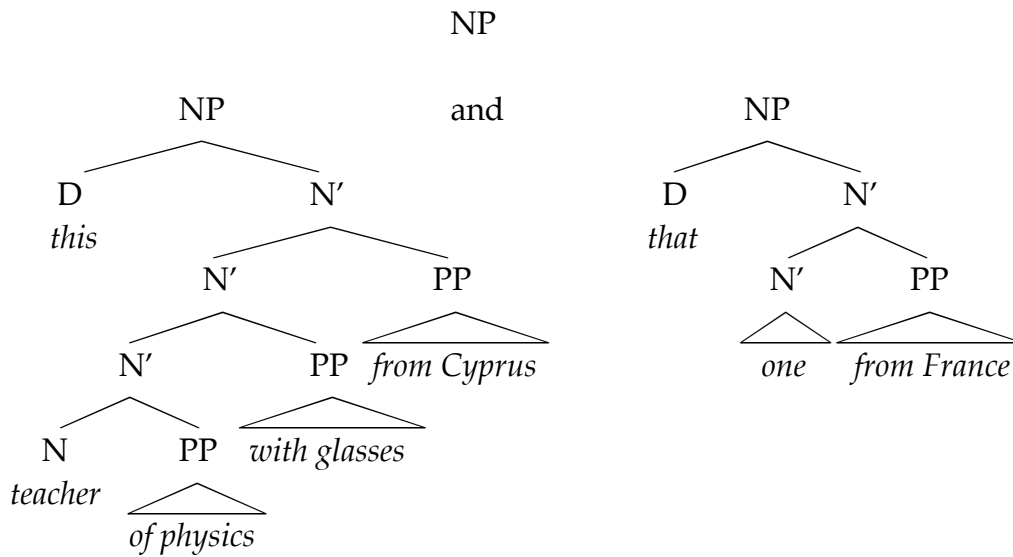 NP
NP and NP
D N′ D N′
this that
N′ PP N′ PP
N′ PP from Cyprus one from France
N PP with glasses
teacher
of physics